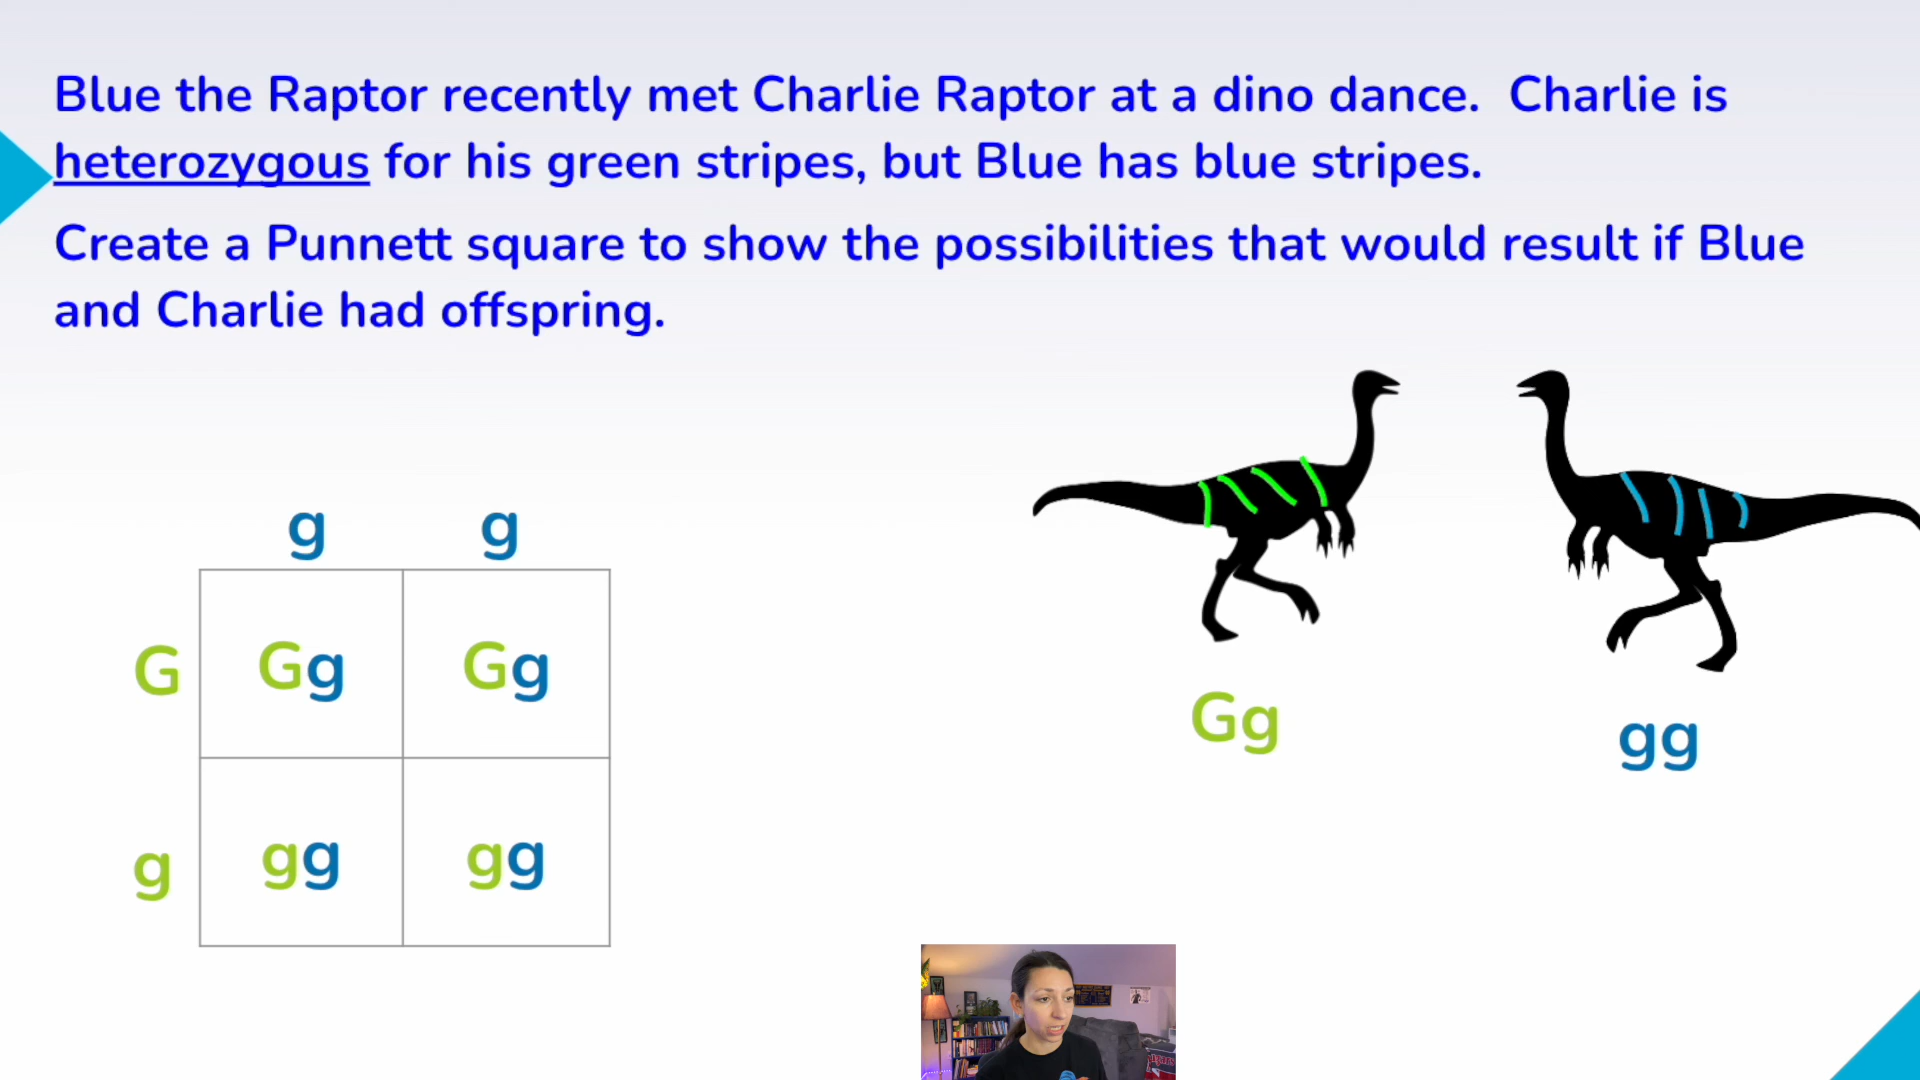 Blue the Raptor recently met Charlie Raptor at a dino dance. Charlie is
heterozygous for his green stripes, but Blue has blue stripes.
Create a Punnett square to show the possibilities that would result if Blue
and Charlie had offspring.
g g
G Gg Gg
g gg gg
Gg
gg